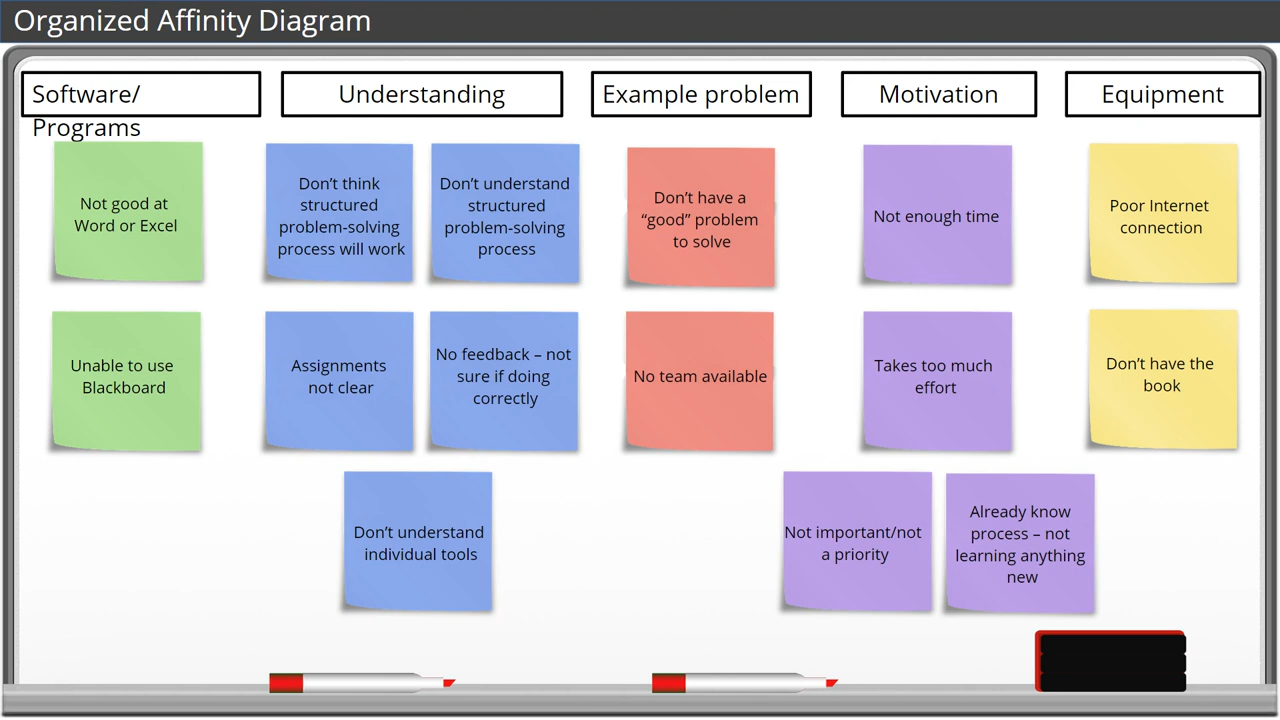 Organized Affinity Diagram
Software/
Programs
Understanding
Example problem
Motivation
Equipment
Not good at
Word or Excel
Don’t think
structured
problem-solving
process will work
Don’t understand
structured
problem-solving
process
Don’t have a
“good” problem
to solve
Not enough time
Poor Internet
connection
Unable to use
Blackboard
Assignments
not clear
No feedback – not
sure if doing
correctly
No team available
Takes too much
effort
Don’t have the
book
Don’t understand
individual tools
Not important/not
a priority
Already know
process – not
learning anything
new